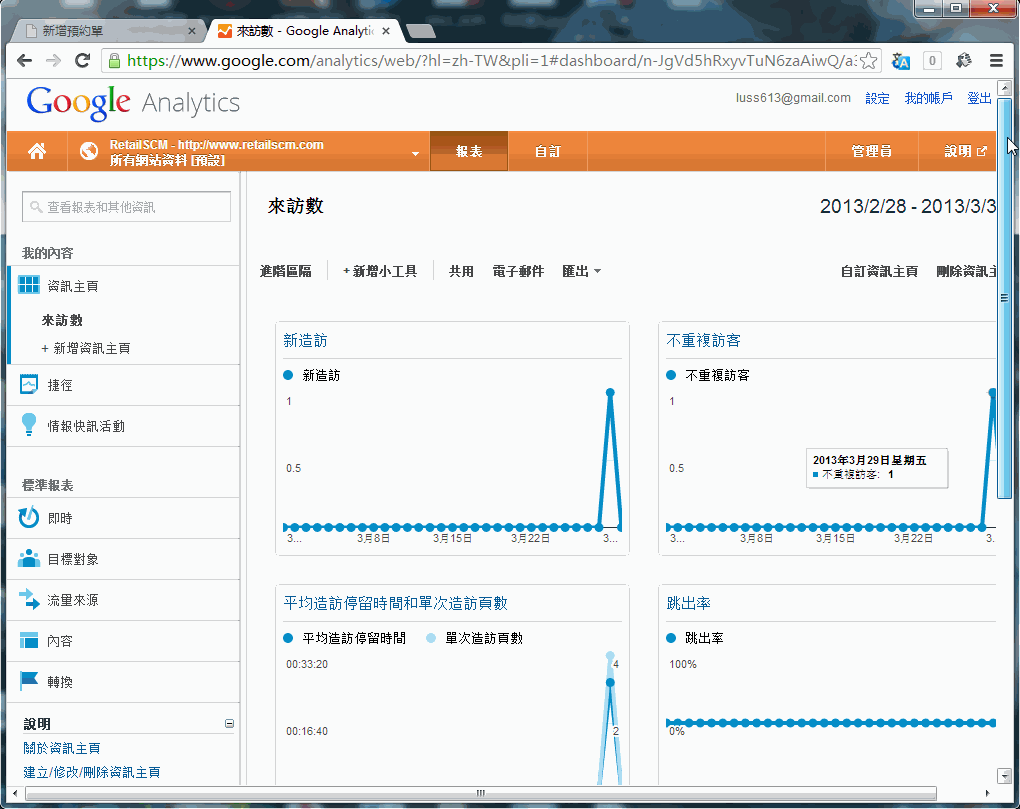 新增預約單
來訪數 - Google Analytic
https://www.google.com/analytics/web/?hl=zh-TW&pli=1#dashboard/n-JgVd5hRxyvTuN6zaAiwQ/a
0
Google Analytics
luss613@gmail.com 設定 我的帳戶 登出
RetailSCM - http://www.retailscm.com
所有網站資料 [預設]
報表
自訂
管理員
說明
查看報表和其他資訊
我的內容
資訊主頁
來訪數
+ 新增資訊主頁
捷徑
情報快訊活動
標準報表
即時
目標對象
流量來源
內容
轉換
說明
關於資訊主頁
建立/修改/刪除資訊主頁
來訪數
2013/2/28 - 2013/3/3
進階區隔
+新增小工具
共用
電子郵件
匯出
自訂資訊主頁
刪除資訊主
新造訪
新造訪
1
0.5
3...
3月8日
3月15日
3月22日
3...
不重複訪客
不重複訪客
1
0.5
2013年3月29日星期五
不重複訪客: 1
3...
3月8日
3月15日
3月22日
3.
平均造訪停留時間和單次造訪頁數
平均造訪停留時間
單次造訪頁數
00:33:20
4
00:16:40
2
跳出率
跳出率
100%
0%